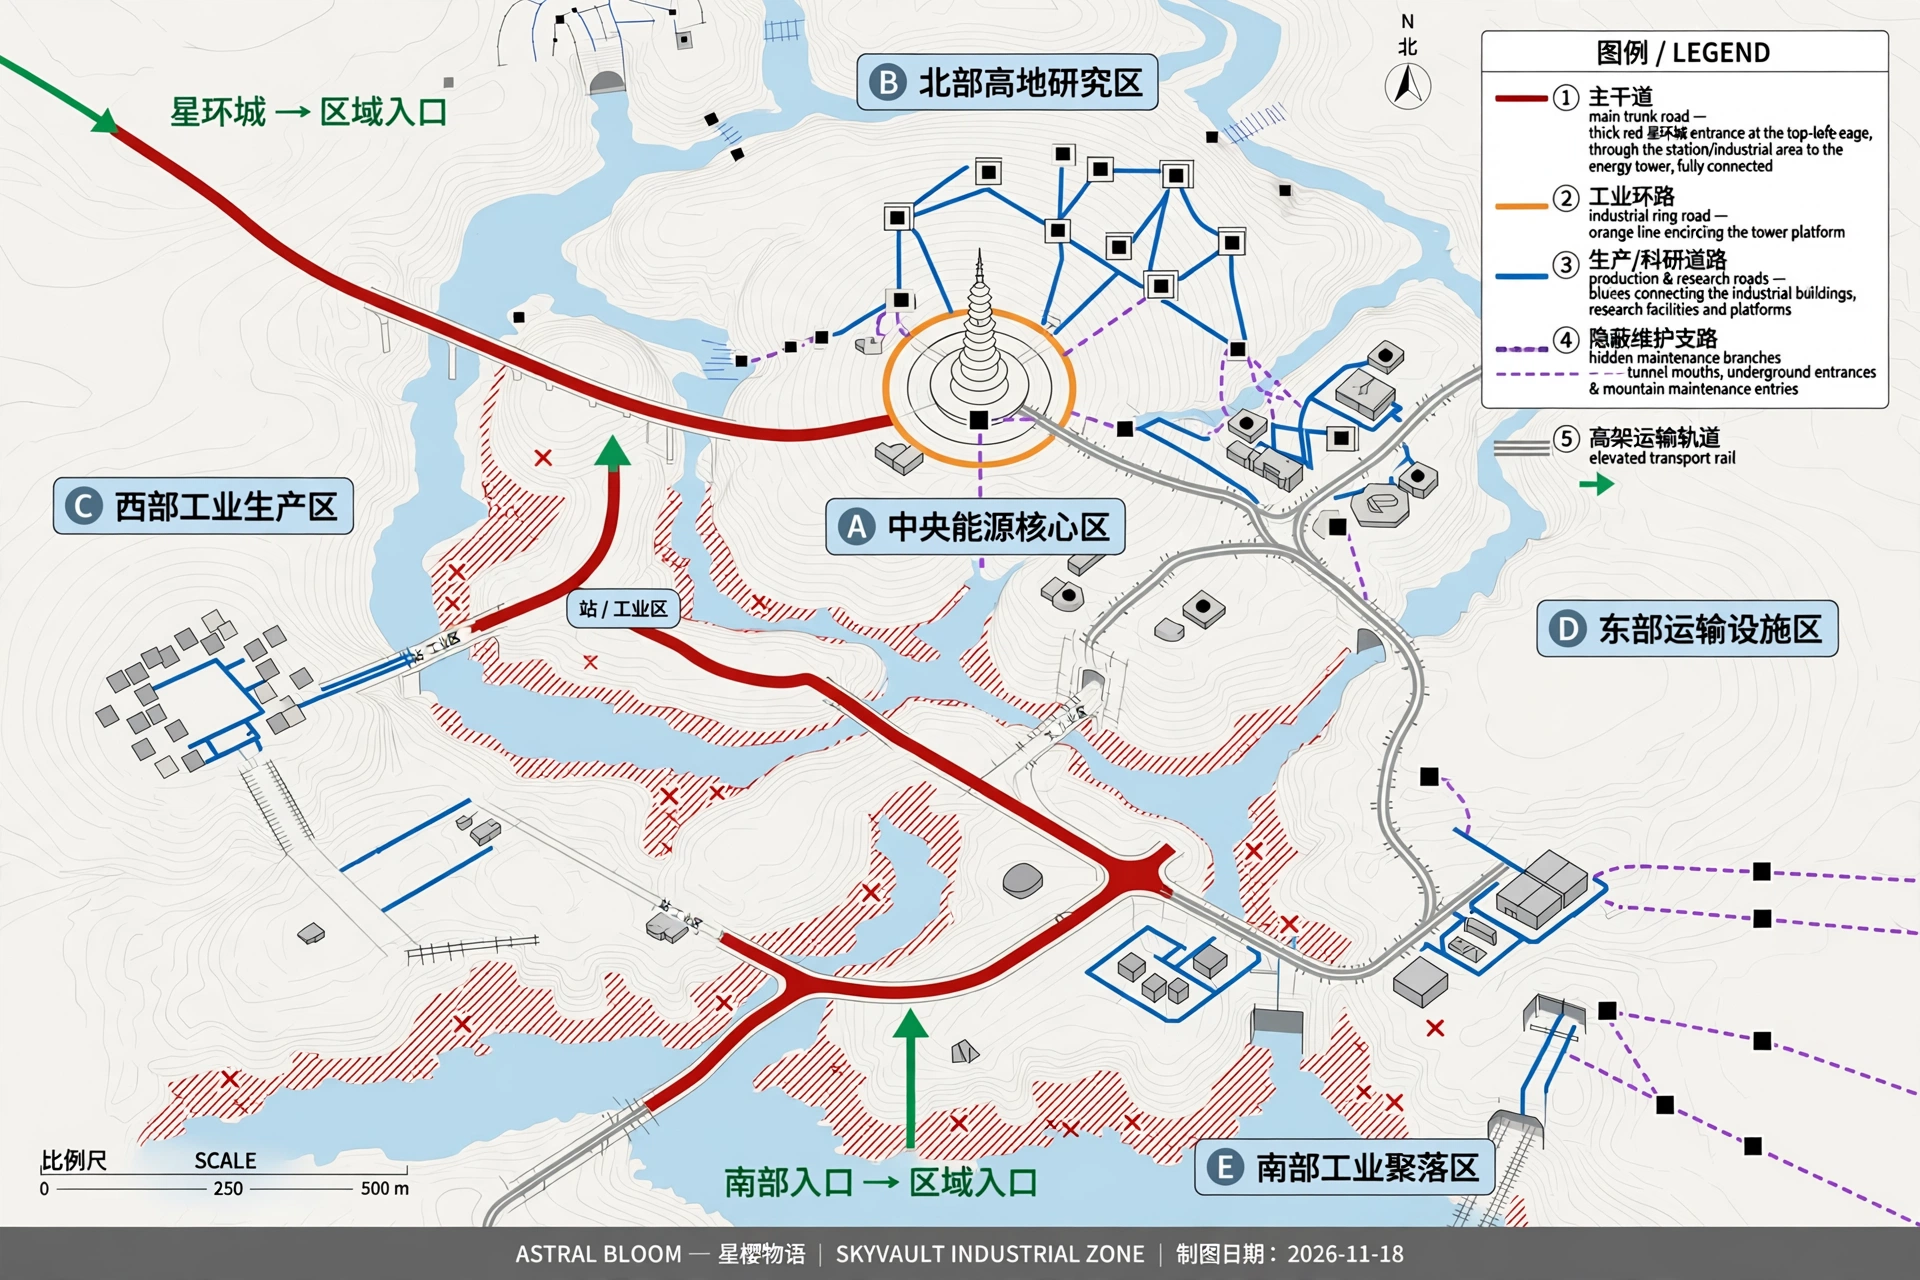 N
北
B 北部高地研究区
星环城 → 区域入口
图例 / LEGEND
① 主干道
main trunk road —
thick red 星环城 entrance at the top-left eage,
through the station/industrial area to the
energy tower, fully connected
② 工业环路
industrial ring road —
orange line encircing the tower platform
③ 生产/科研道路
production & research roads —
bluees connecting the industrial buildings,
research facilities and platforms
④ 隐蔽维护支路
hidden maintenance branches
tunnel mouths, underground entrances
& mountain maintenance entries
⑤ 高架运输轨道
elevated transport rail
C 西部工业生产区
A 中央能源核心区
站 / 工业区
D 东部运输设施区
E 南部工业聚落区
南部入口 → 区域入口
比例尺 SCALE
0 250 500 m
ASTRAL BLOOM — 星樱物语 | SKYVAULT INDUSTRIAL ZONE | 制图日期：2026-11-18